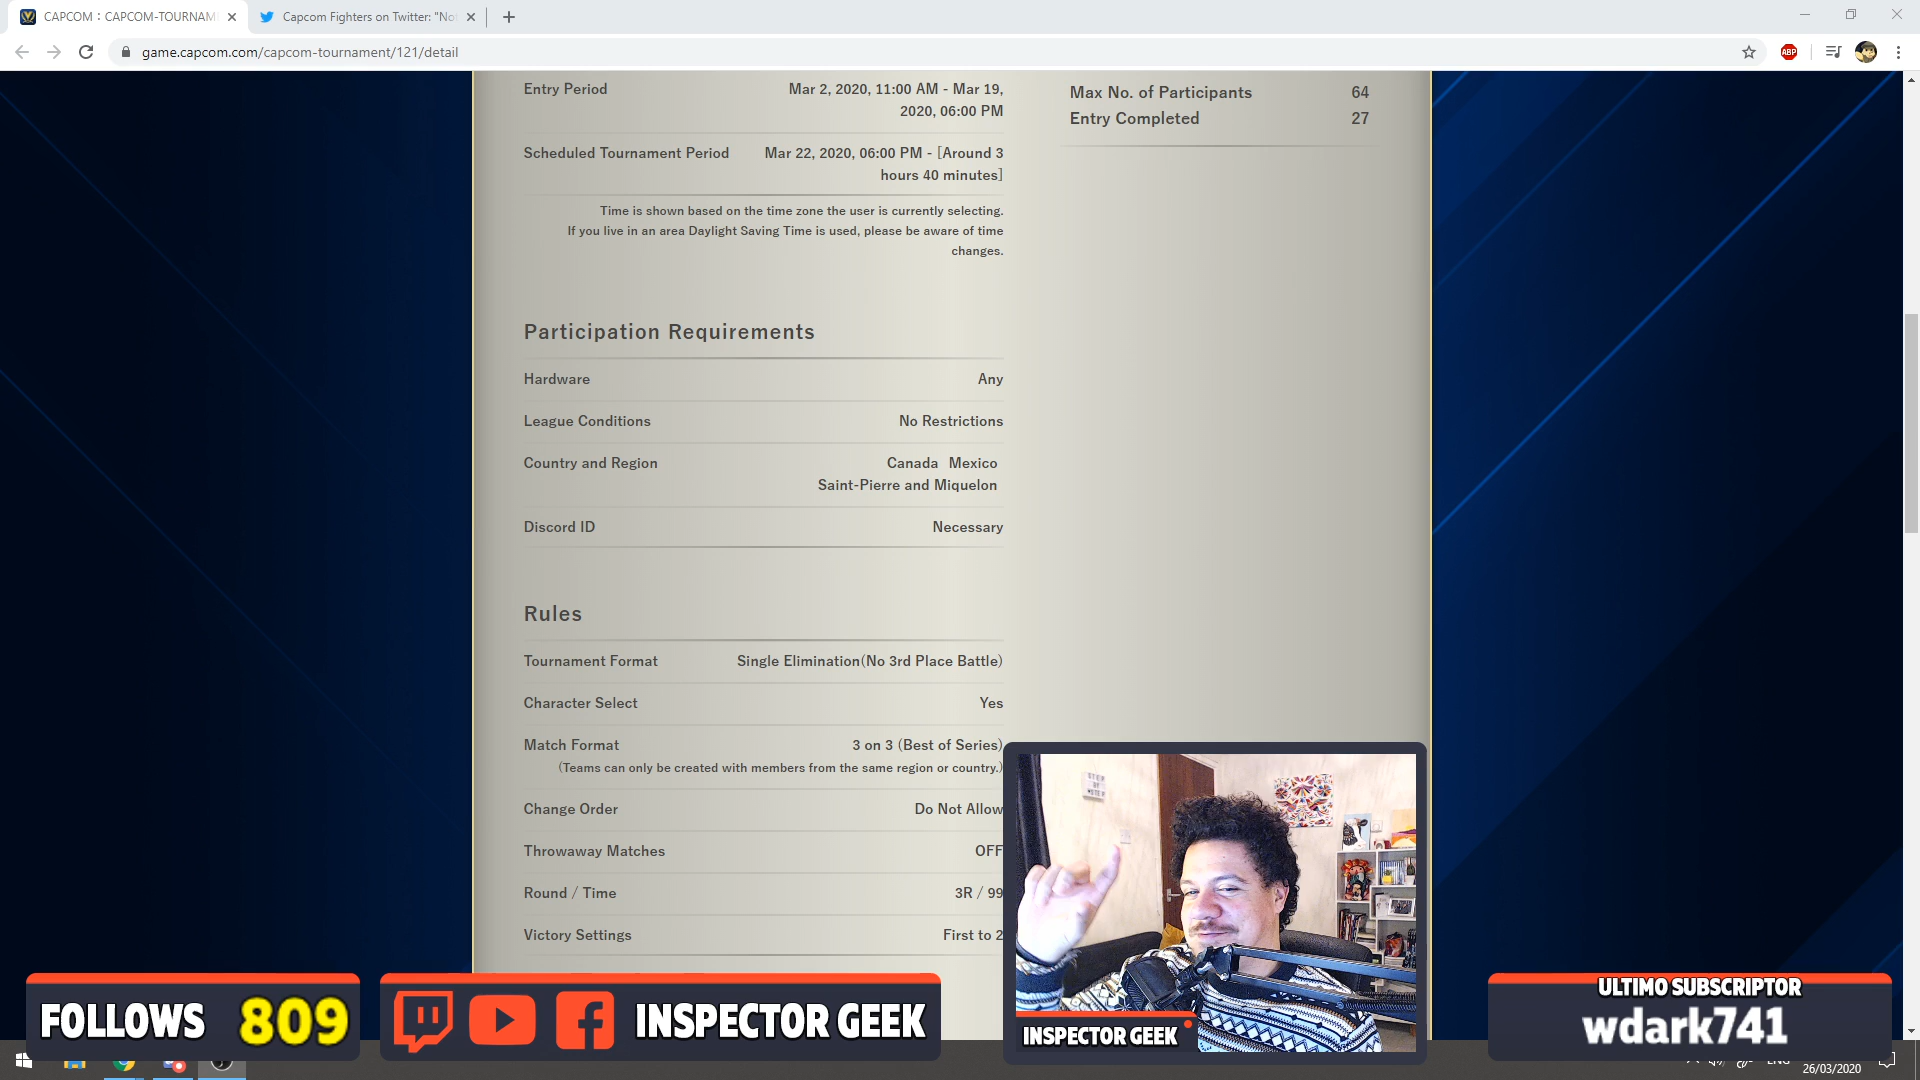 CAPCOM : CAPCOM-TOURNAM
Capcom Fighters on Twitter: "No
game.capcom.com/capcom-tournament/121/detail
ABP
Entry Period
Mar 2, 2020, 11:00 AM - Mar 19,
2020, 06:00 PM
Scheduled Tournament Period
Mar 22, 2020, 06:00 PM - [Around 3
hours 40 minutes]
Time is shown based on the time zone the user is currently selecting.
If you live in an area Daylight Saving Time is used, please be aware of time
changes.
Max No. of Participants 64
Entry Completed 27
Participation Requirements
Hardware Any
League Conditions No Restrictions
Country and Region Canada Mexico
Saint-Pierre and Miquelon
Discord ID Necessary
Rules
Tournament Format Single Elimination(No 3rd Place Battle)
Character Select Yes
Match Format 3 on 3 (Best of Series)
(Teams can only be created with members from the same region or country.)
Change Order Do Not Allow
Throwaway Matches OFF
Round / Time 3R / 99
Victory Settings First to 2
FOLLOWS 809
INSPECTOR GEEK
INSPECTOR GEEK
ULTIMO SUBSCRIPTOR
wdark741
ENG
26/03/2020